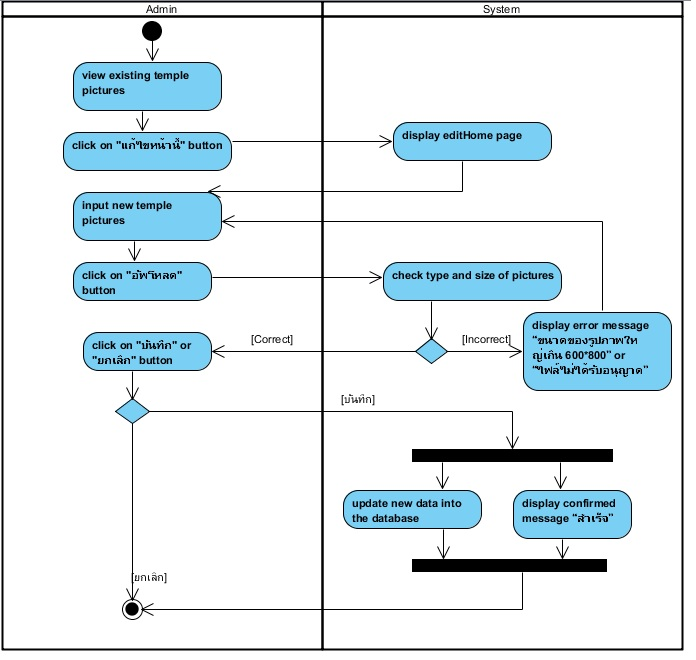 Admin
System
view existing temple
pictures
click on "แก้ไขหน้านี้" button
display editHome page
input new temple
pictures
click on "อัพโหลด"
button
check type and size of pictures
click on "บันทึก" or
"ยกเลิก" button
[Correct]
[Incorrect]
display error message
"ขนาดของรูปภาพให
ญ่เกิน 600*800" or
"ไฟล์ไม่ได้รับอนุญาต"
[บันทึก]
update new data into
the database
display confirmed
message "สำเร็จ"
[ยกเลิก]